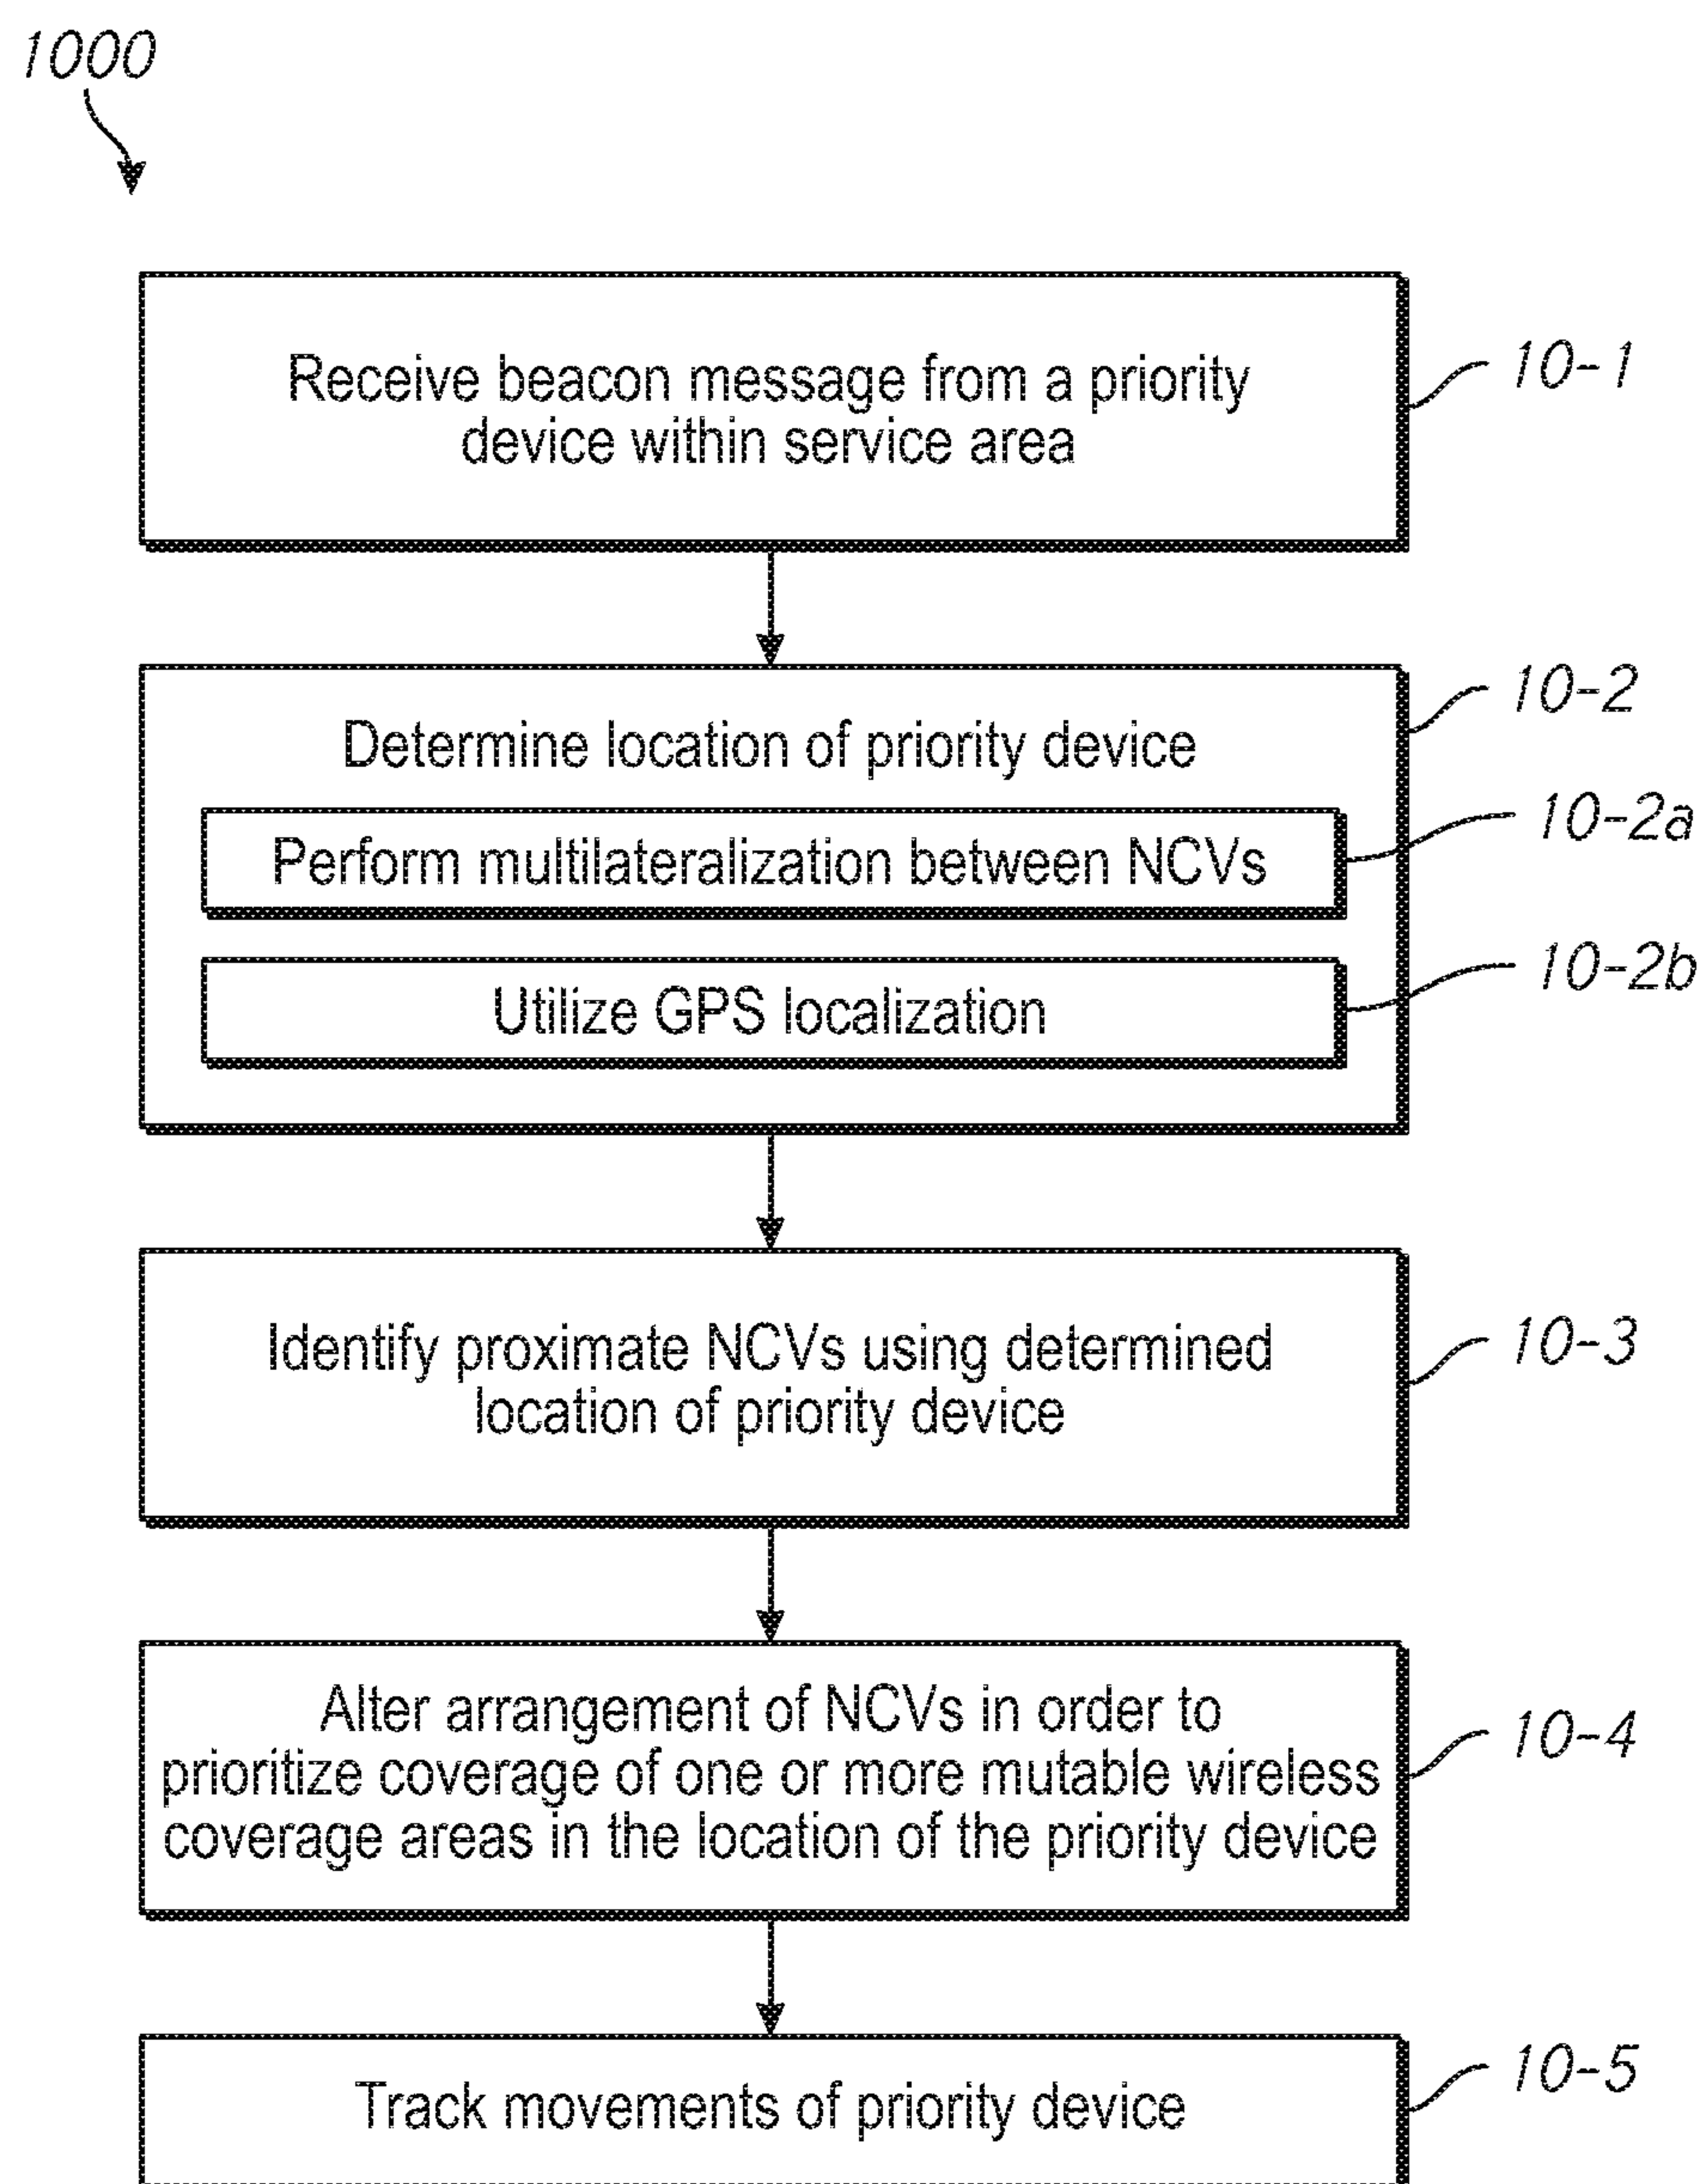 1000
Receive beacon message from a priority
device within service area
10-1
Determine location of priority device
10-2
Perform multilateralization between NCVs
10-2a
Utilize GPS localization
10-2b
Identify proximate NCVs using determined
location of priority device
10-3
Alter arrangement of NCVs in order to
prioritize coverage of one or more mutable wireless
coverage areas in the location of the priority device
10-4
Track movements of priority device
10-5